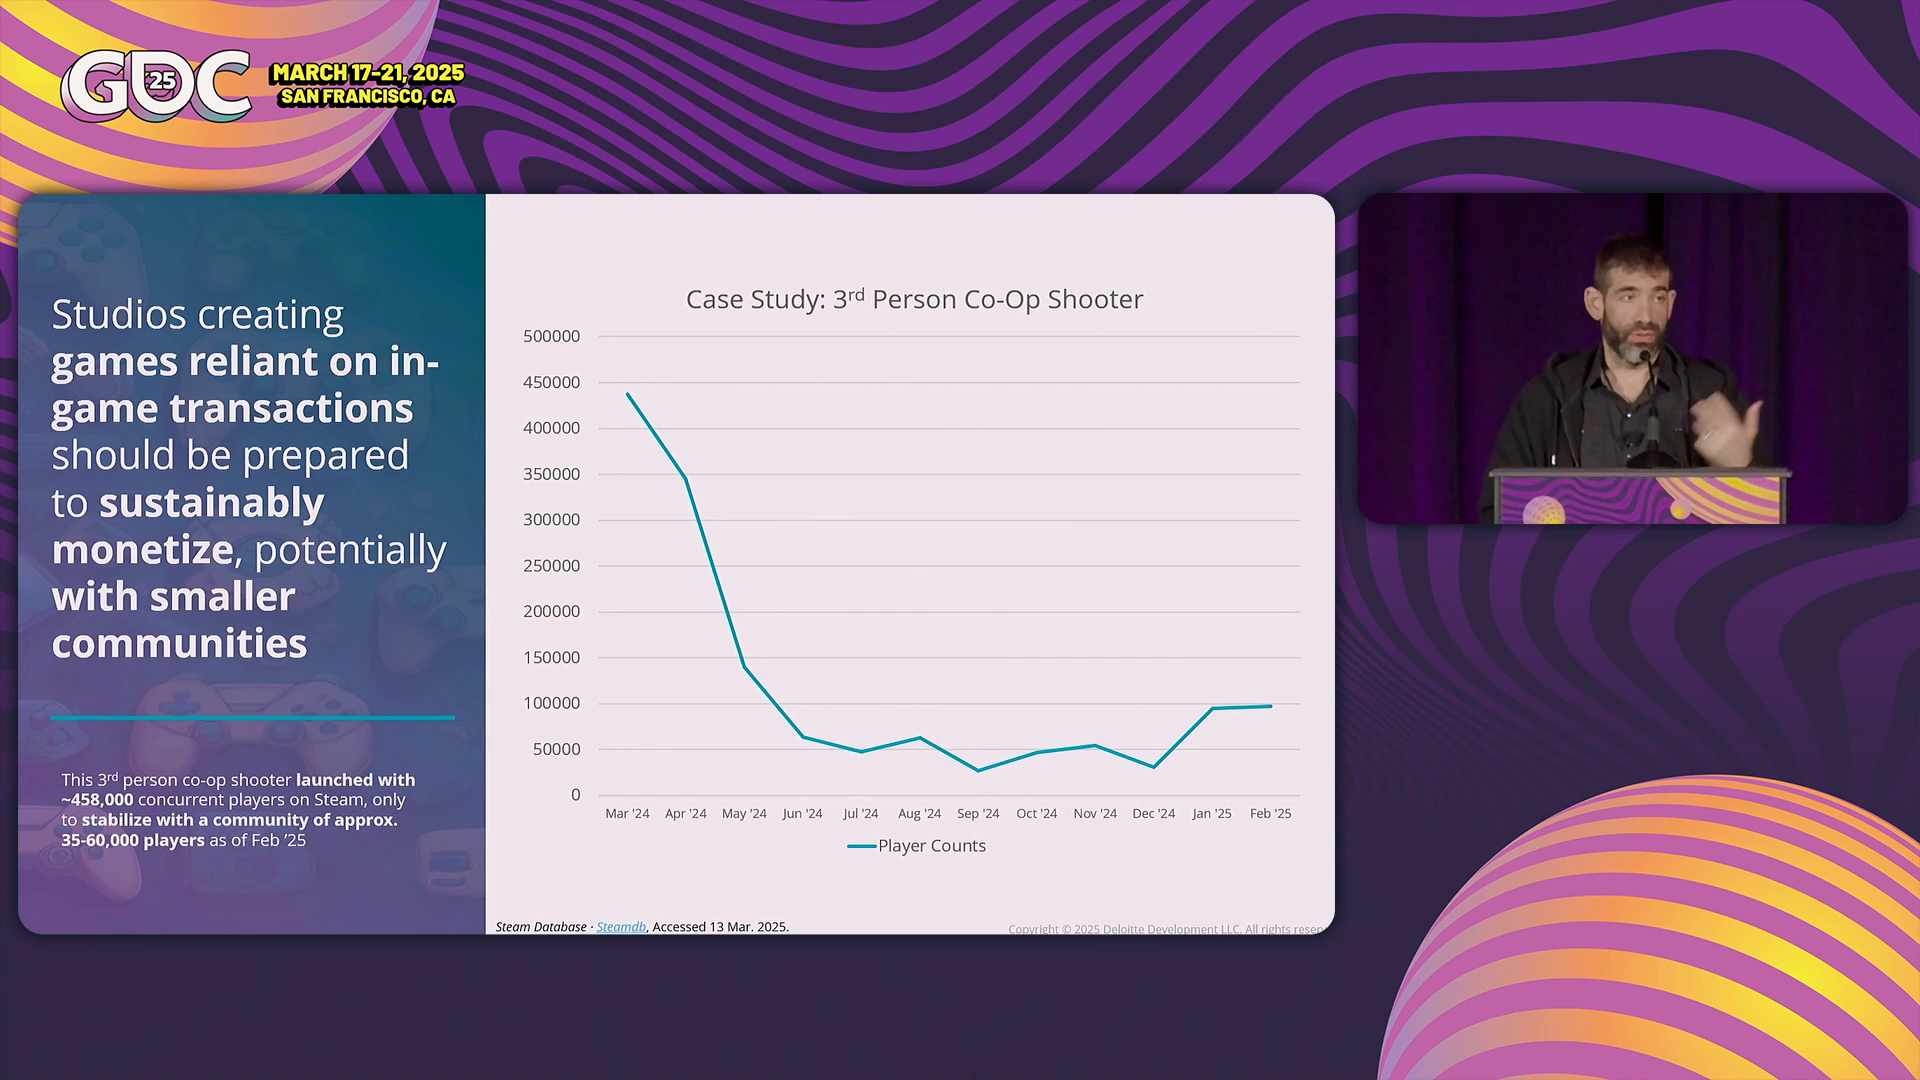 GDC
'25
MARCH 17-21, 2025
SAN FRANCISCO, CA
Studios creating
games reliant on in-
game transactions
should be prepared
to sustainably
monetize, potentially
with smaller
communities
This 3rd person co-op shooter launched with
~458,000 concurrent players on Steam, only
to stabilize with a community of approx.
35-60,000 players as of Feb '25
Case Study: 3rd Person Co-Op Shooter
500000
450000
400000
350000
300000
250000
200000
150000
100000
50000
0
Mar '24 Apr '24 May '24 Jun '24 Jul '24 Aug '24 Sep '24 Oct '24 Nov '24 Dec '24 Jan '25 Feb '25
Player Counts
Steam Database · Steamdb, Accessed 13 Mar. 2025.
Copyright © 2025 Deloitte Development LLC. All rights reser